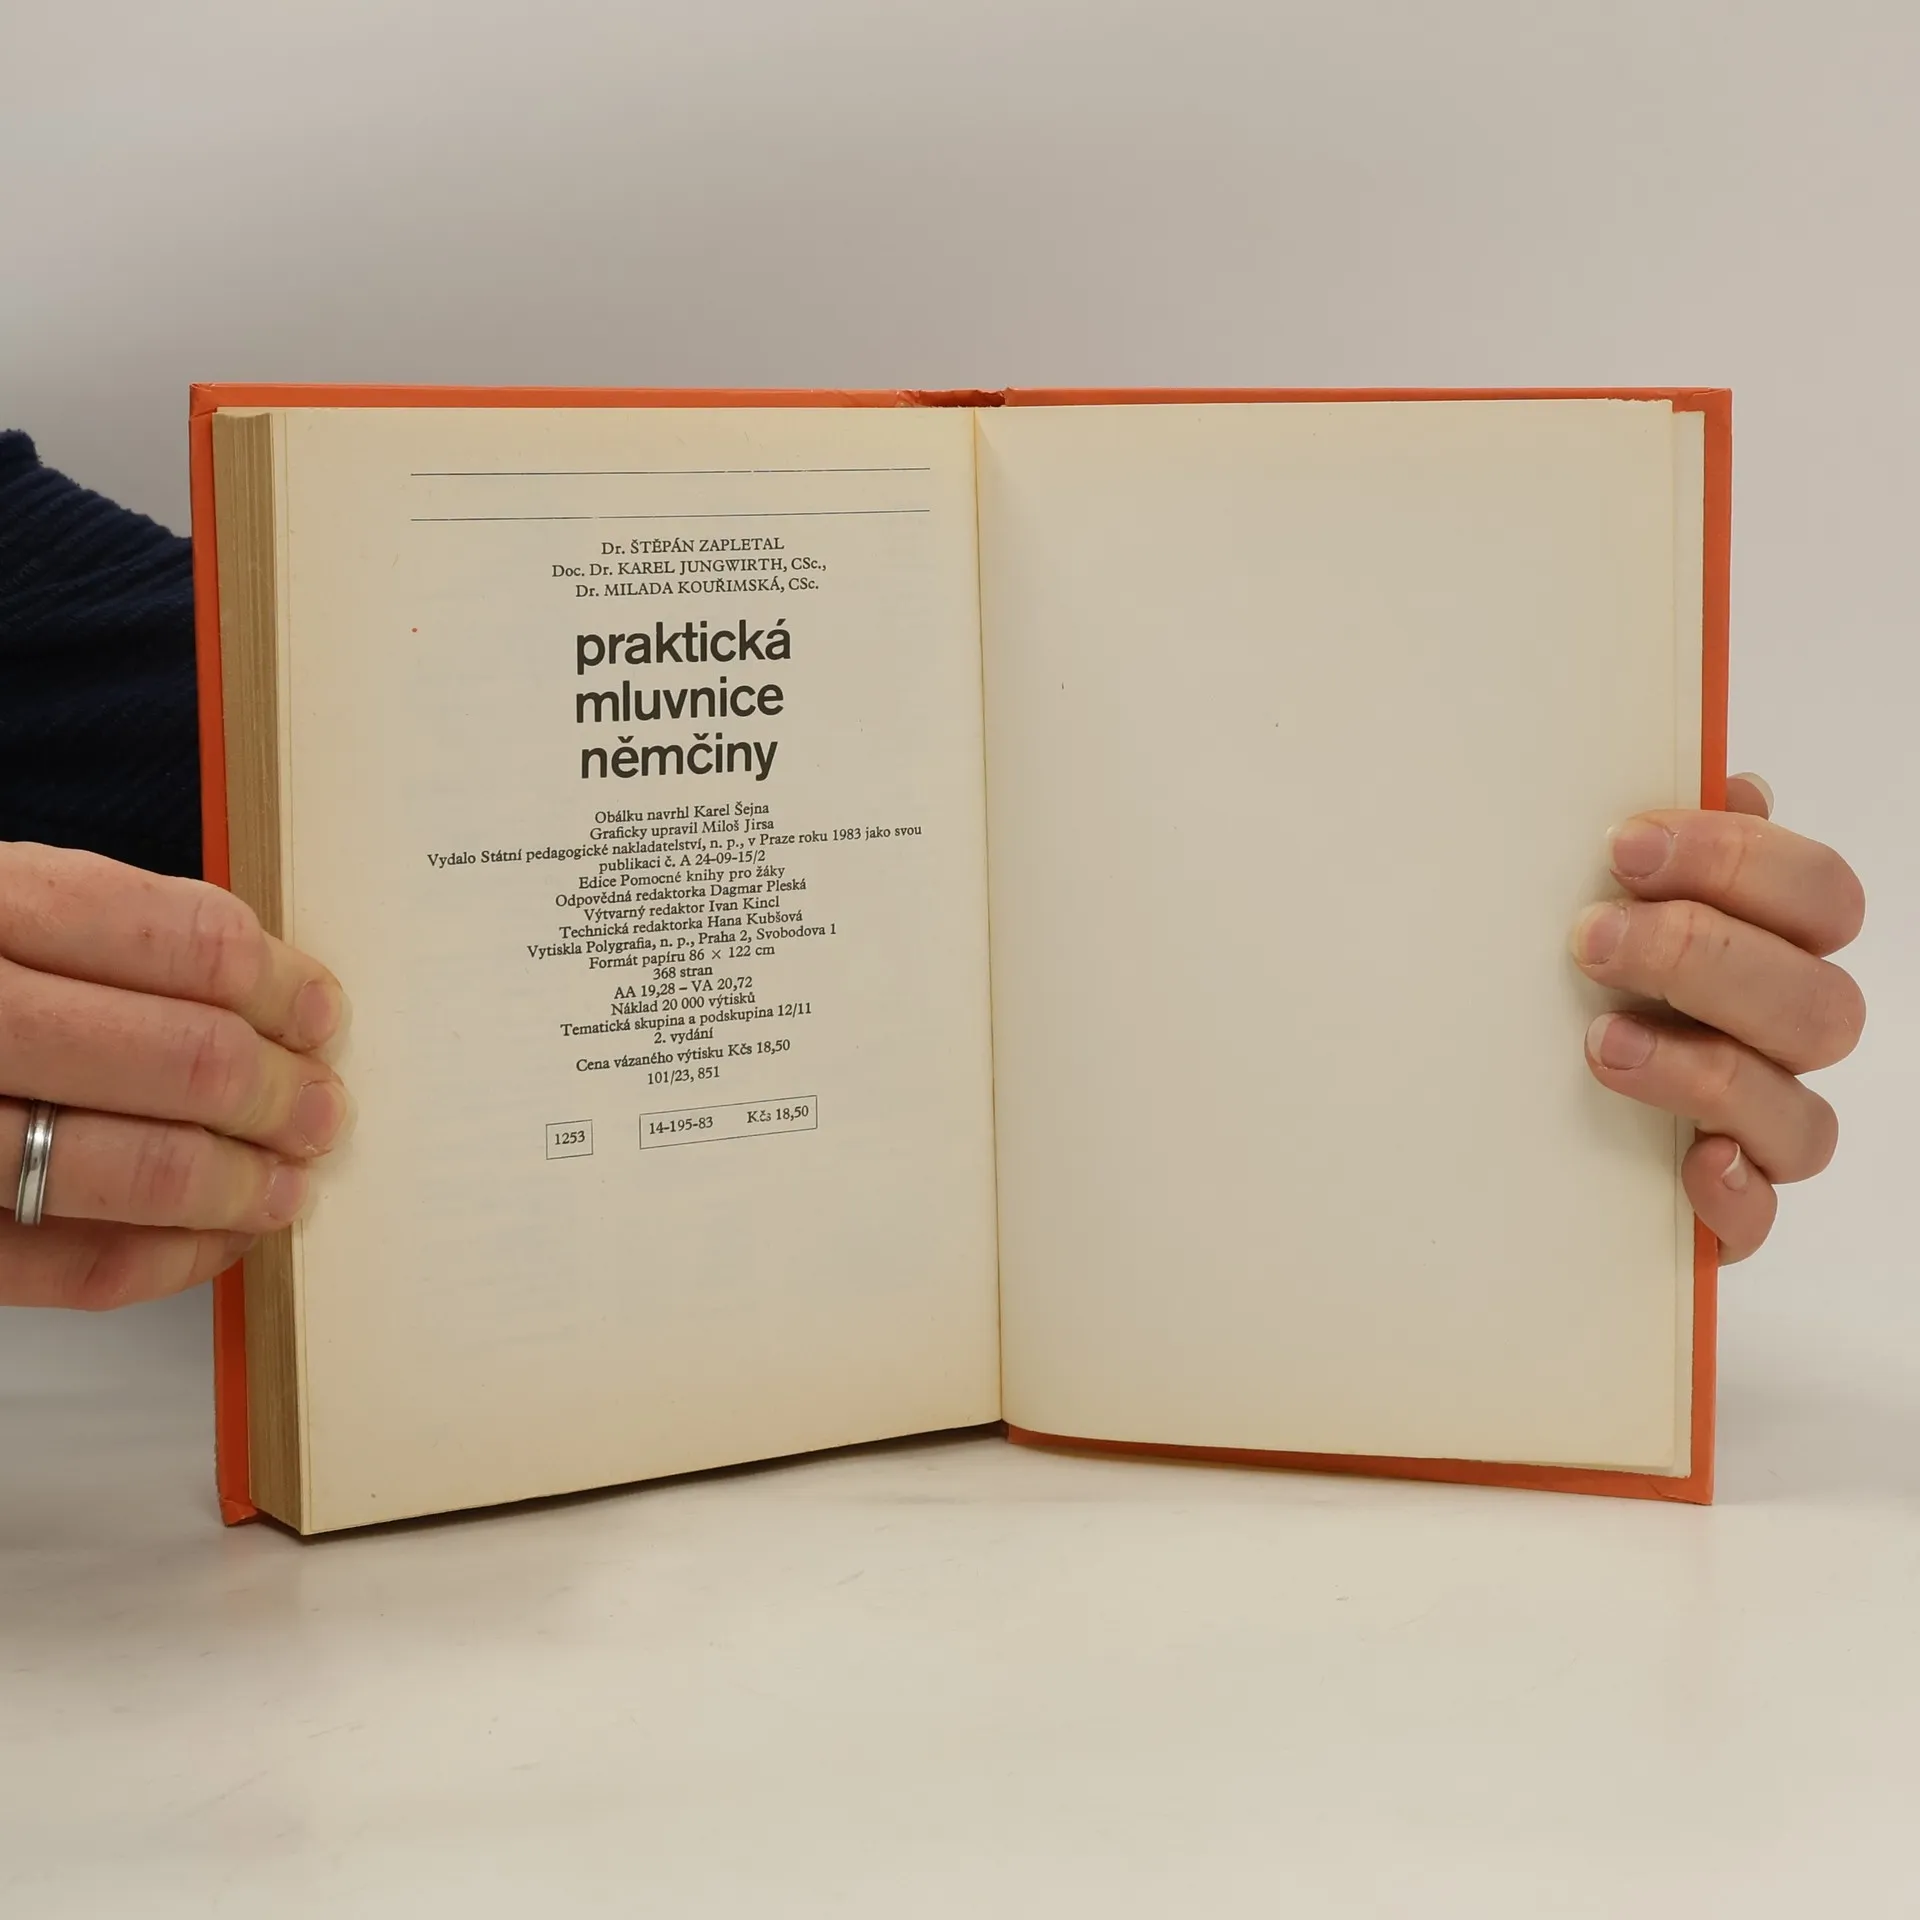 Dr. ŠTĚPÁN ZAPLETAL
Doc. Dr. KAREL JUNGWIRTH, CSc.,
Dr. MILADA KOUŘIMSKÁ, CSc.
praktická
mluvnice
němčiny
Obálku navrhl Karel Šejna
Graficky upravil Miloš Jirsa
Vydalo Státní pedagogické nakladatelství, n. p., v Praze roku 1983 jako svou
publikaci č. A 24-09-15/2
Edice Pomocné knihy pro žáky
Odpovědná redaktorka Dagmar Pleská
Výtvarný redaktor Ivan Kincl
Technická redaktorka Hana Kubšová
Vytiskla Polygrafia, n. p., Praha 2, Svobodova 1
Formát papíru 86 × 122 cm
368 stran
AA 19,28 – VA 20,72
Náklad 20 000 výtisků
Tematická skupina a podskupina 12/11
2. vydání
Cena vázaného výtisku Kčs 18,50
101/23, 851
1253 14-195-83 Kčs 18,50